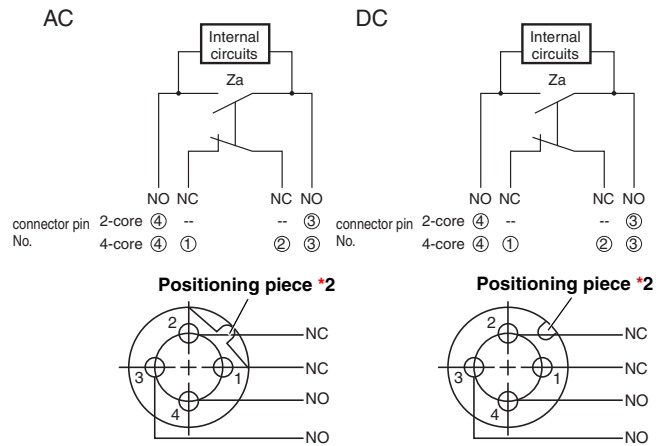 AC
Internal
circuits
Za
NO NC NC NO
connector pin
No.
2-core ④ -- -- ③
4-core ④ ① ② ③
Positioning piece *2
2
NC
3
1
NC
4
NO
NO
DC
Internal
circuits
Za
NO NC NC NO
connector pin
No.
2-core ④ -- -- ③
4-core ④ ① ② ③
Positioning piece *2
2
NC
3
1
NC
4
NO
NO